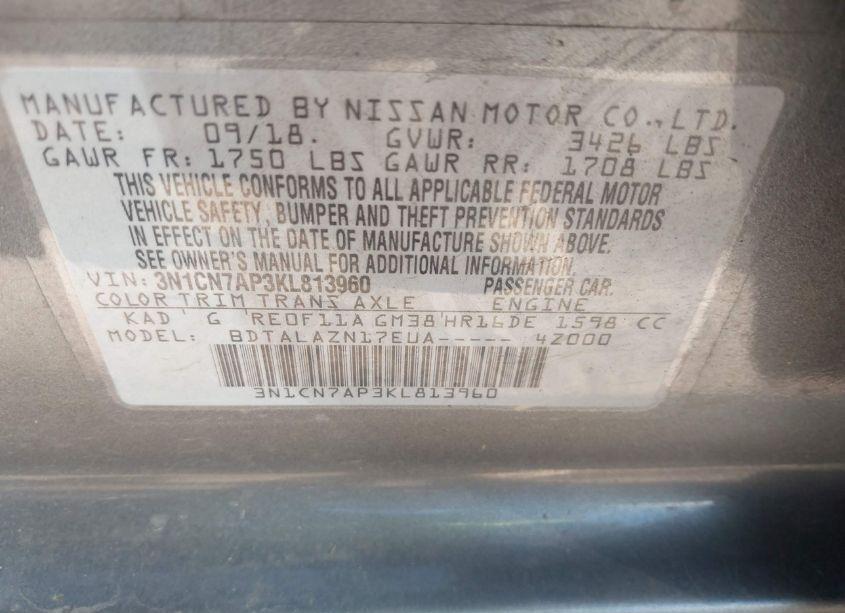 MANUFACTURED BY NISSAN MOTOR CO.,LTD.
DATE: 09/18. GVWR: 3426 LBS
GAWR FR: 1750 LBS GAWR RR: 1708 LBS
THIS VEHICLE CONFORMS TO ALL APPLICABLE FEDERAL MOTOR
VEHICLE SAFETY, BUMPER AND THEFT PREVENTION STANDARDS
IN EFFECT ON THE DATE OF MANUFACTURE SHOWN ABOVE.
SEE OWNER'S MANUAL FOR ADDITIONAL INFORMATION.
VIN: 3N1CN7AP3KL813960 PASSENGER CAR.
COLOR TRIM TRANS AXLE ENGINE
KAD G RE0F11A GM38 HR16DE 1598 CC
MODEL: BDTALAZN17EUA----- 4Z000
3N1CN7AP3KL813960